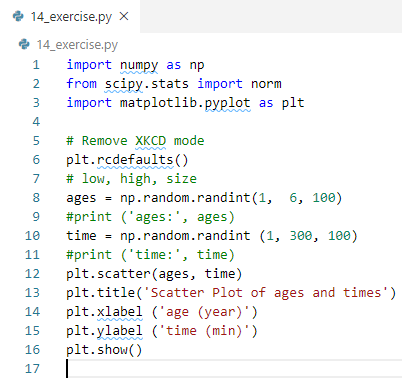 14_exercise.py ×
14_exercise.py
1 import numpy as np
2 from scipy.stats import norm
3 import matplotlib.pyplot as plt
4
5 # Remove XKCD mode
6 plt.rcdefaults()
7 # low, high, size
8 ages = np.random.randint(1,  6, 100)
9 #print ('ages:', ages)
10 time = np.random.randint (1, 300, 100)
11 #print ('time:', time)
12 plt.scatter(ages, time)
13 plt.title('Scatter Plot of ages and times')
14 plt.xlabel ('age (year)')
15 plt.ylabel ('time (min)')
16 plt.show()
17